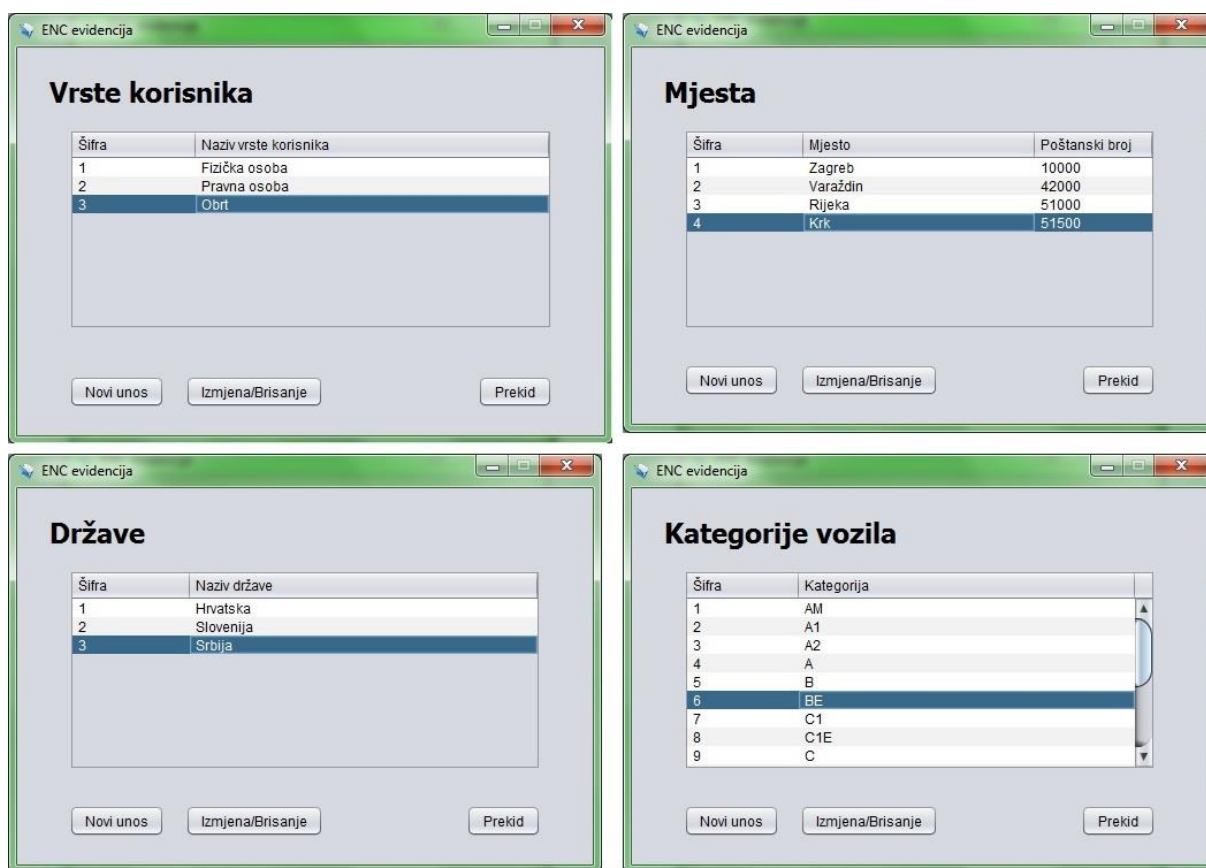 ENC evidencija
Vrste korisnika
Šifra Naziv vrste korisnika
1 Fizička osoba
2 Pravna osoba
3 Obrt
Novi unos Izmjena/Brisanje Prekid
ENC evidencija
Mjesta
Šifra Mjesto Poštanski broj
1 Zagreb 10000
2 Varaždin 42000
3 Rijeka 51000
4 Krk 51500
Novi unos Izmjena/Brisanje Prekid
ENC evidencija
Države
Šifra Naziv države
1 Hrvatska
2 Slovenija
3 Srbija
Novi unos Izmjena/Brisanje Prekid
ENC evidencija
Kategorije vozila
Šifra Kategorija
1 AM
2 A1
3 A2
4 A
5 B
6 BE
7 C1
8 C1E
9 C
Novi unos Izmjena/Brisanje Prekid